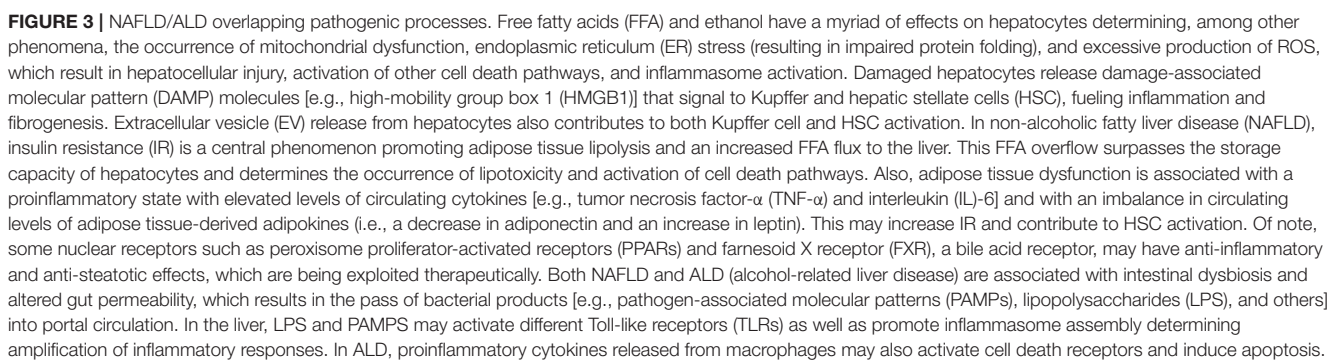 FIGURE 3 | NAFLD/ALD overlapping pathogenic processes. Free fatty acids (FFA) and ethanol have a myriad of effects on hepatocytes determining, among other
phenomena, the occurrence of mitochondrial dysfunction, endoplasmic reticulum (ER) stress (resulting in impaired protein folding), and excessive production of ROS,
which result in hepatocellular injury, activation of other cell death pathways, and inflammasome activation. Damaged hepatocytes release damage-associated
molecular pattern (DAMP) molecules [e.g., high-mobility group box 1 (HMGB1)] that signal to Kupffer and hepatic stellate cells (HSC), fueling inflammation and
fibrogenesis. Extracellular vesicle (EV) release from hepatocytes also contributes to both Kupffer cell and HSC activation. In non-alcoholic fatty liver disease (NAFLD),
insulin resistance (IR) is a central phenomenon promoting adipose tissue lipolysis and an increased FFA flux to the liver. This FFA overflow surpasses the storage
capacity of hepatocytes and determines the occurrence of lipotoxicity and activation of cell death pathways. Also, adipose tissue dysfunction is associated with a
proinflammatory state with elevated levels of circulating cytokines [e.g., tumor necrosis factor-α (TNF-α) and interleukin (IL)-6] and with an imbalance in circulating
levels of adipose tissue-derived adipokines (i.e., a decrease in adiponectin and an increase in leptin). This may increase IR and contribute to HSC activation. Of note,
some nuclear receptors such as peroxisome proliferator-activated receptors (PPARs) and farnesoid X receptor (FXR), a bile acid receptor, may have anti-inflammatory
and anti-steatotic effects, which are being exploited therapeutically. Both NAFLD and ALD (alcohol-related liver disease) are associated with intestinal dysbiosis and
altered gut permeability, which results in the pass of bacterial products [e.g., pathogen-associated molecular patterns (PAMPs), lipopolysaccharides (LPS), and others]
into portal circulation. In the liver, LPS and PAMPS may activate different Toll-like receptors (TLRs) as well as promote inflammasome assembly determining
amplification of inflammatory responses. In ALD, proinflammatory cytokines released from macrophages may also activate cell death receptors and induce apoptosis.